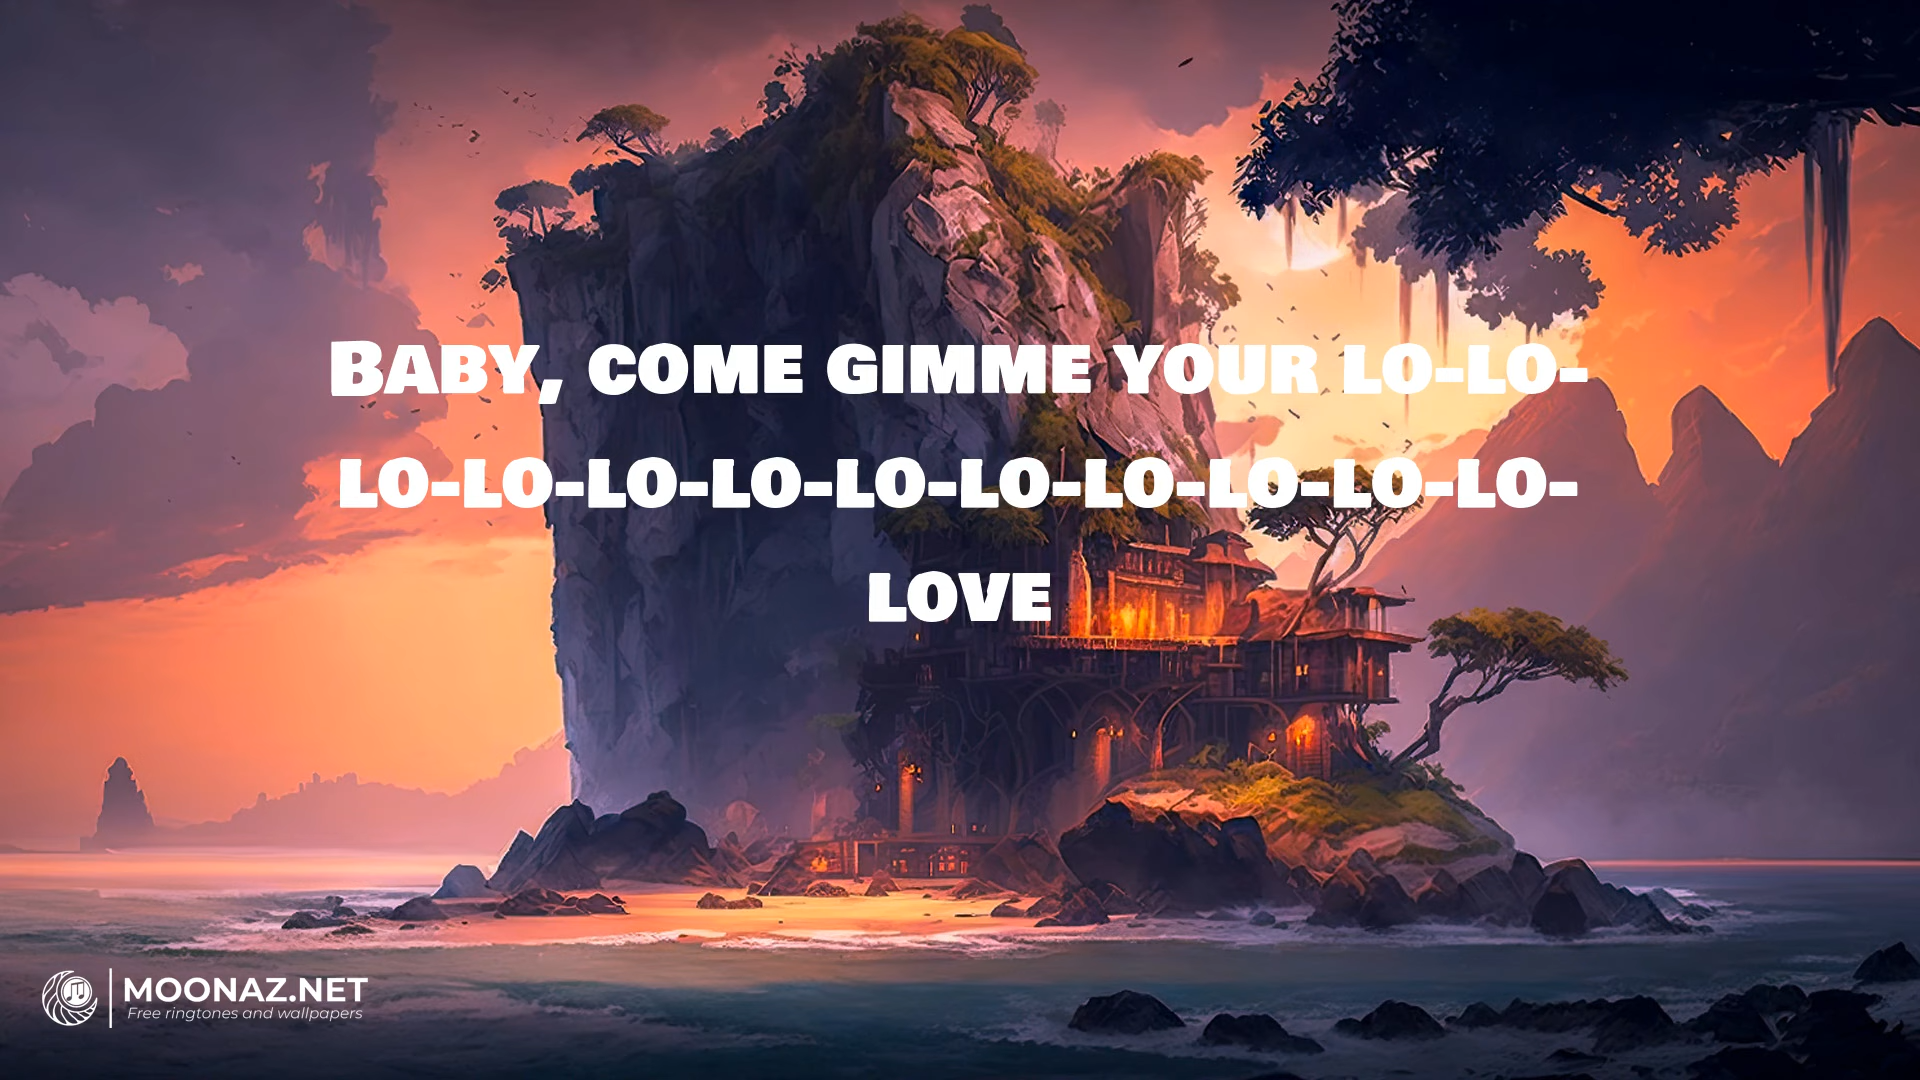 Baby, come gimme your lo-lo-
lo-lo-lo-lo-lo-lo-lo-lo-lo-lo-
love
MOONAZ.NET
Free ringtones and wallpapers